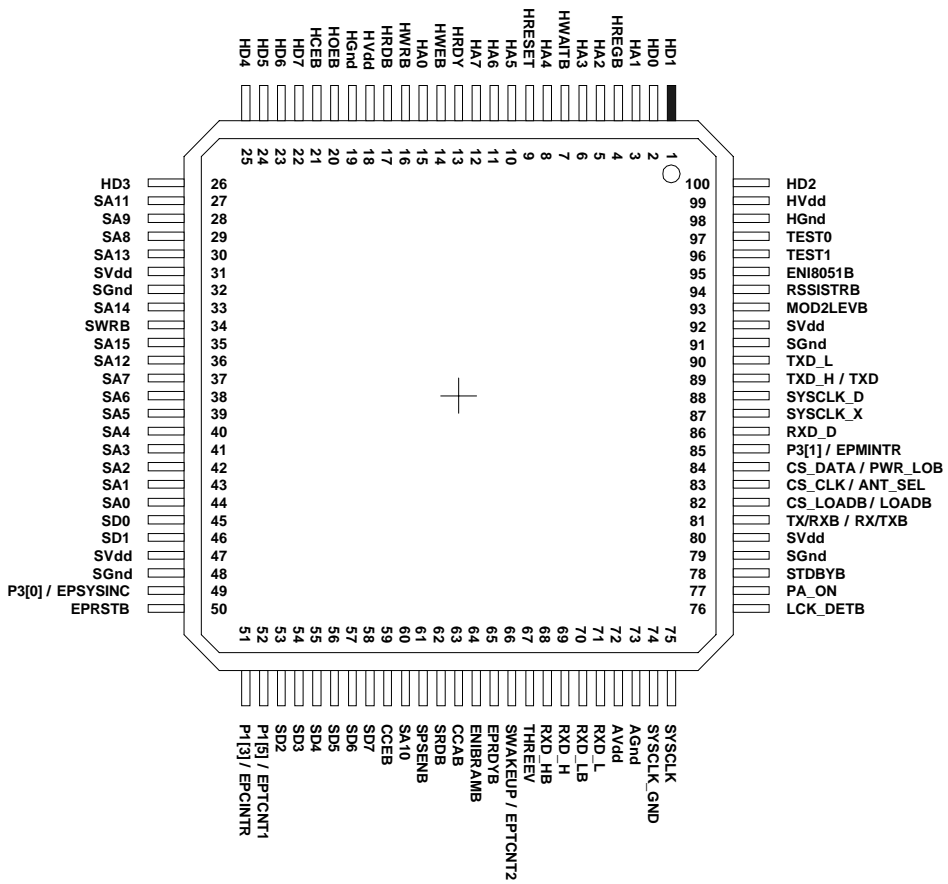 HD4
HD5
HD6
HD7
HCEB
HOEB
HGnd
HVdd
HRDB
HWRB
HA0
HWEB
HRDY
HA7
HA6
HA5
HRESET
HA4
HWAITB
HA3
HA2
HREGB
HA1
HD0
HD1
25
24
23
22
21
20
19
18
17
16
15
14
13
12
11
10
9
8
7
6
5
4
3
2
1
HD3 26 100 HD2
SA11 27 99 HVdd
SA9 28 98 HGnd
SA8 29 97 TEST0
SA13 30 96 TEST1
SVdd 31 95 ENI8051B
SGnd 32 94 RSSISTRB
SA14 33 93 MOD2LEVB
SWRB 34 92 SVdd
SA15 35 91 SGnd
SA12 36 90 TXD_L
SA7 37 89 TXD_H / TXD
SA6 38 88 SYSCLK_D
SA5 39 87 SYSCLK_X
SA4 40 86 RXD_D
SA3 41 85 P3[1] / EPMINTR
SA2 42 84 CS_DATA / PWR_LOB
SA1 43 83 CS_CLK / ANT_SEL
SA0 44 82 CS_LOADB / LOADB
SD0 45 81 TX/RXB / RX/TXB
SD1 46 80 SVdd
SVdd 47 79 SGnd
SGnd 48 78 STDBYB
P3[0] / EPSYSINC 49 77 PA_ON
EPRSTB 50 76 LCK_DETB
51
52
53
54
55
56
57
58
59
60
61
62
63
64
65
66
67
68
69
70
71
72
73
74
75
P1[3] / EPCINTR
P1[5] / EPTCNT1
SD2
SD3
SD4
SD5
SD6
SD7
CCEB
SA10
SPSENB
SRDB
CCAB
ENIBRAMB
EPRDYB
SWAKEUP / EPTCNT2
THREEV
RXD_HB
RXD_H
RXD_LB
RXD_L
AVdd
AGnd
SYSCLK_GND
SYSCLK